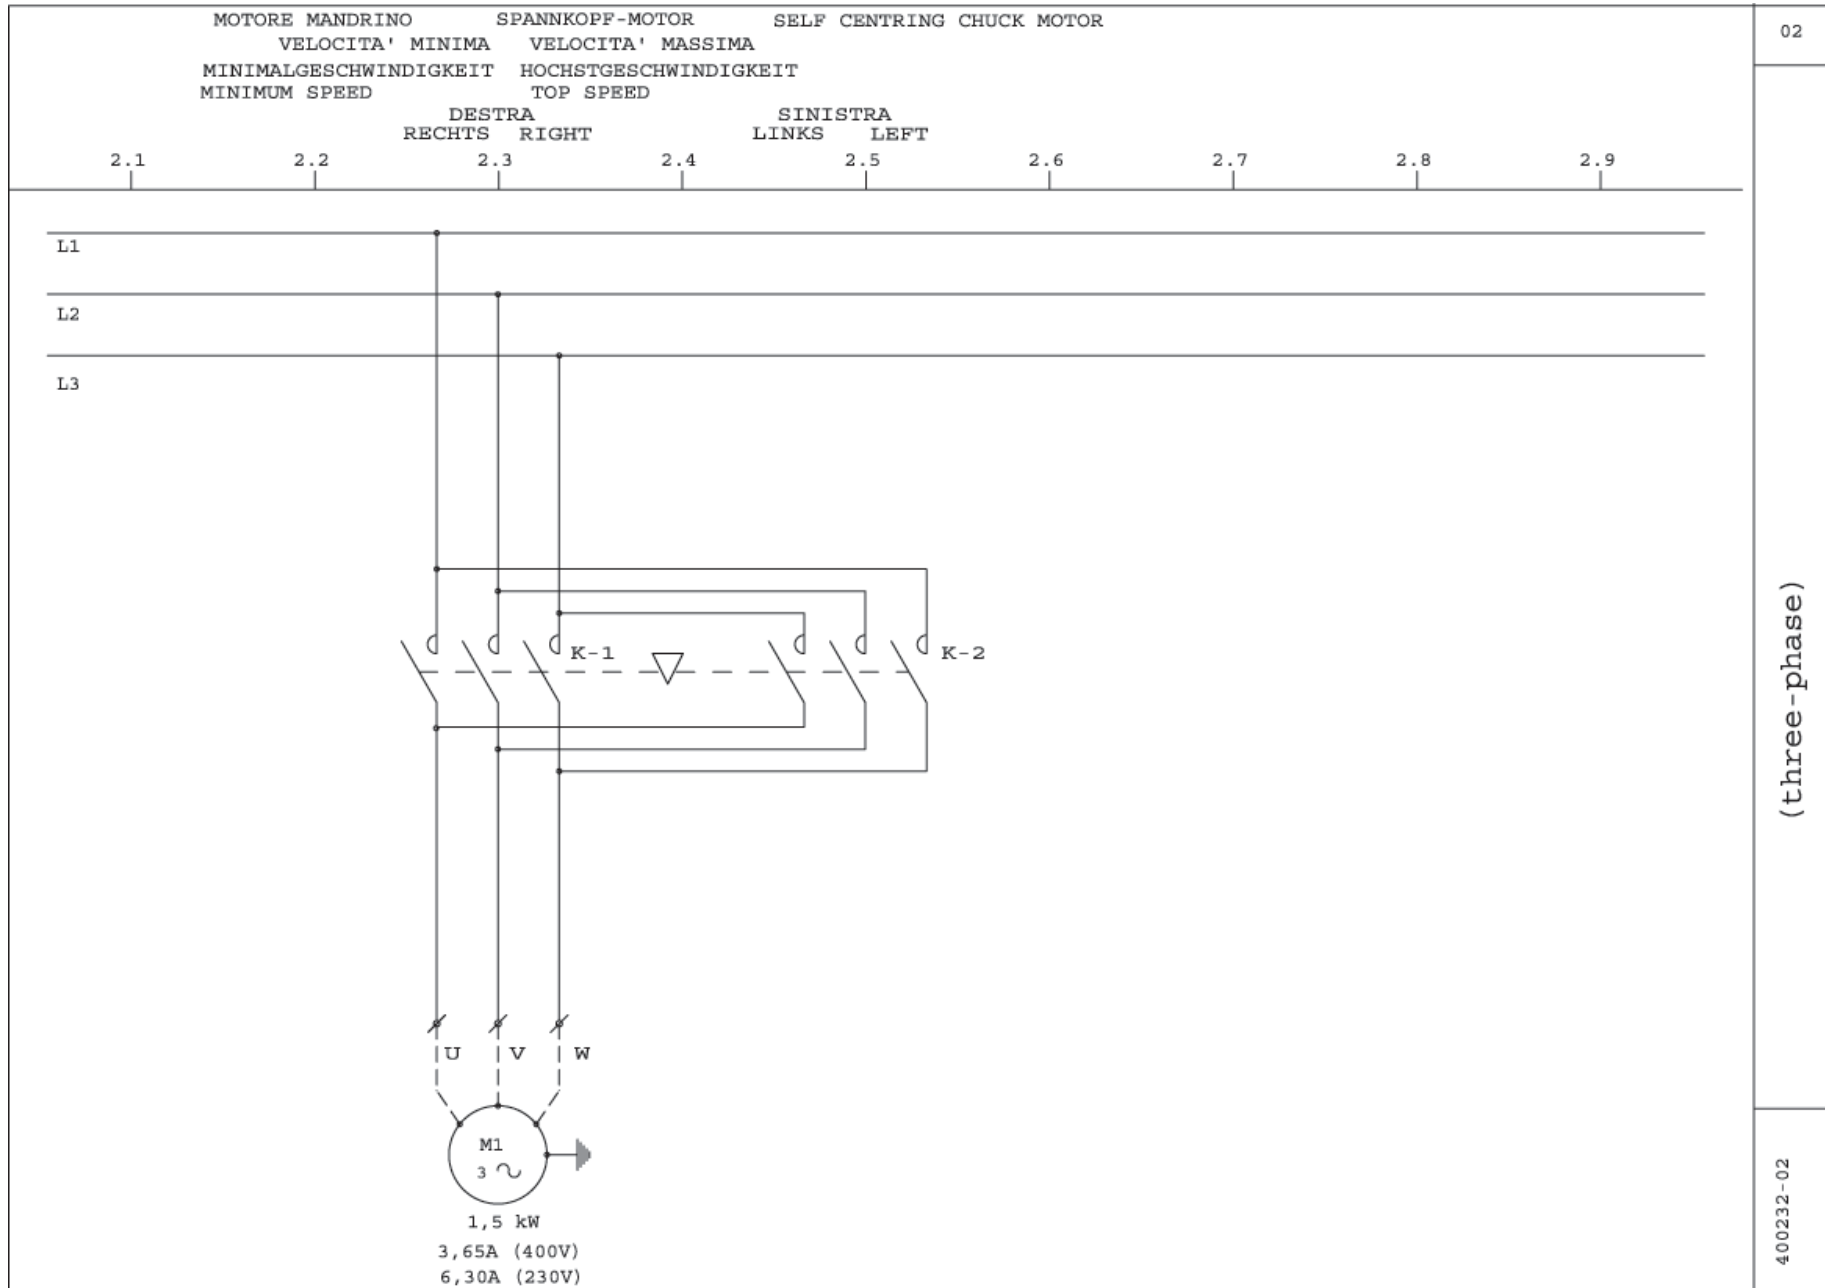 MOTORE MANDRINO SPANNKOPF-MOTOR SELF CENTRING CHUCK MOTOR
VELOCITA' MINIMA VELOCITA' MASSIMA
MINIMALGESCHWINDIGKEIT HOCHSTGESCHWINDIGKEIT
MINIMUM SPEED TOP SPEED
DESTRA SINISTRA
RECHTS RIGHT LINKS LEFT
2.1 2.2 2.3 2.4 2.5 2.6 2.7 2.8 2.9
L1
L2
L3
K-1 K-2
U V W
M1
3
1,5 kW
3,65A (400V)
6,30A (230V)
02
(three-phase)
400232-02